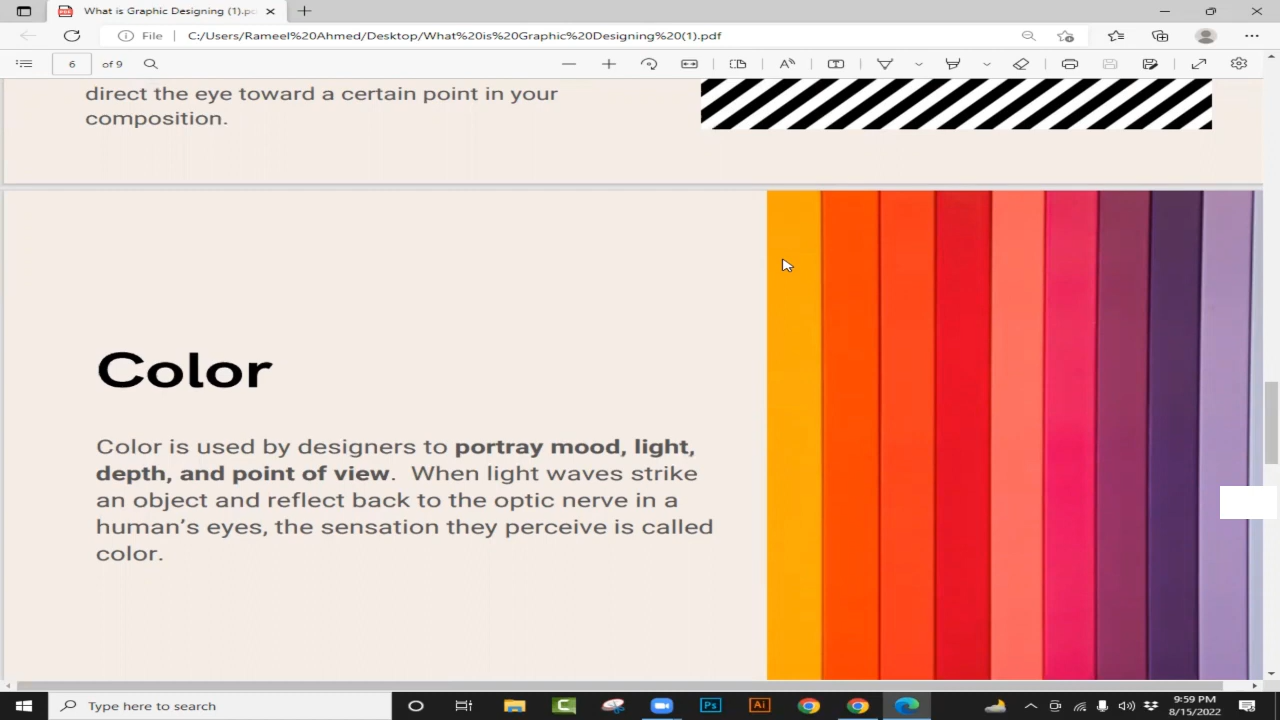 What is Graphic Designing (1).p
File
C:/Users/Rameel%20Ahmed/Desktop/What%20is%20Graphic%20Designing%20(1).pdf
6 of 9
direct the eye toward a certain point in your
composition.
Color
Color is used by designers to portray mood, light,
depth, and point of view. When light waves strike
an object and reflect back to the optic nerve in a
human’s eyes, the sensation they perceive is called
color.
Type here to search
Ps
Ai
9:59 PM
8/15/2022